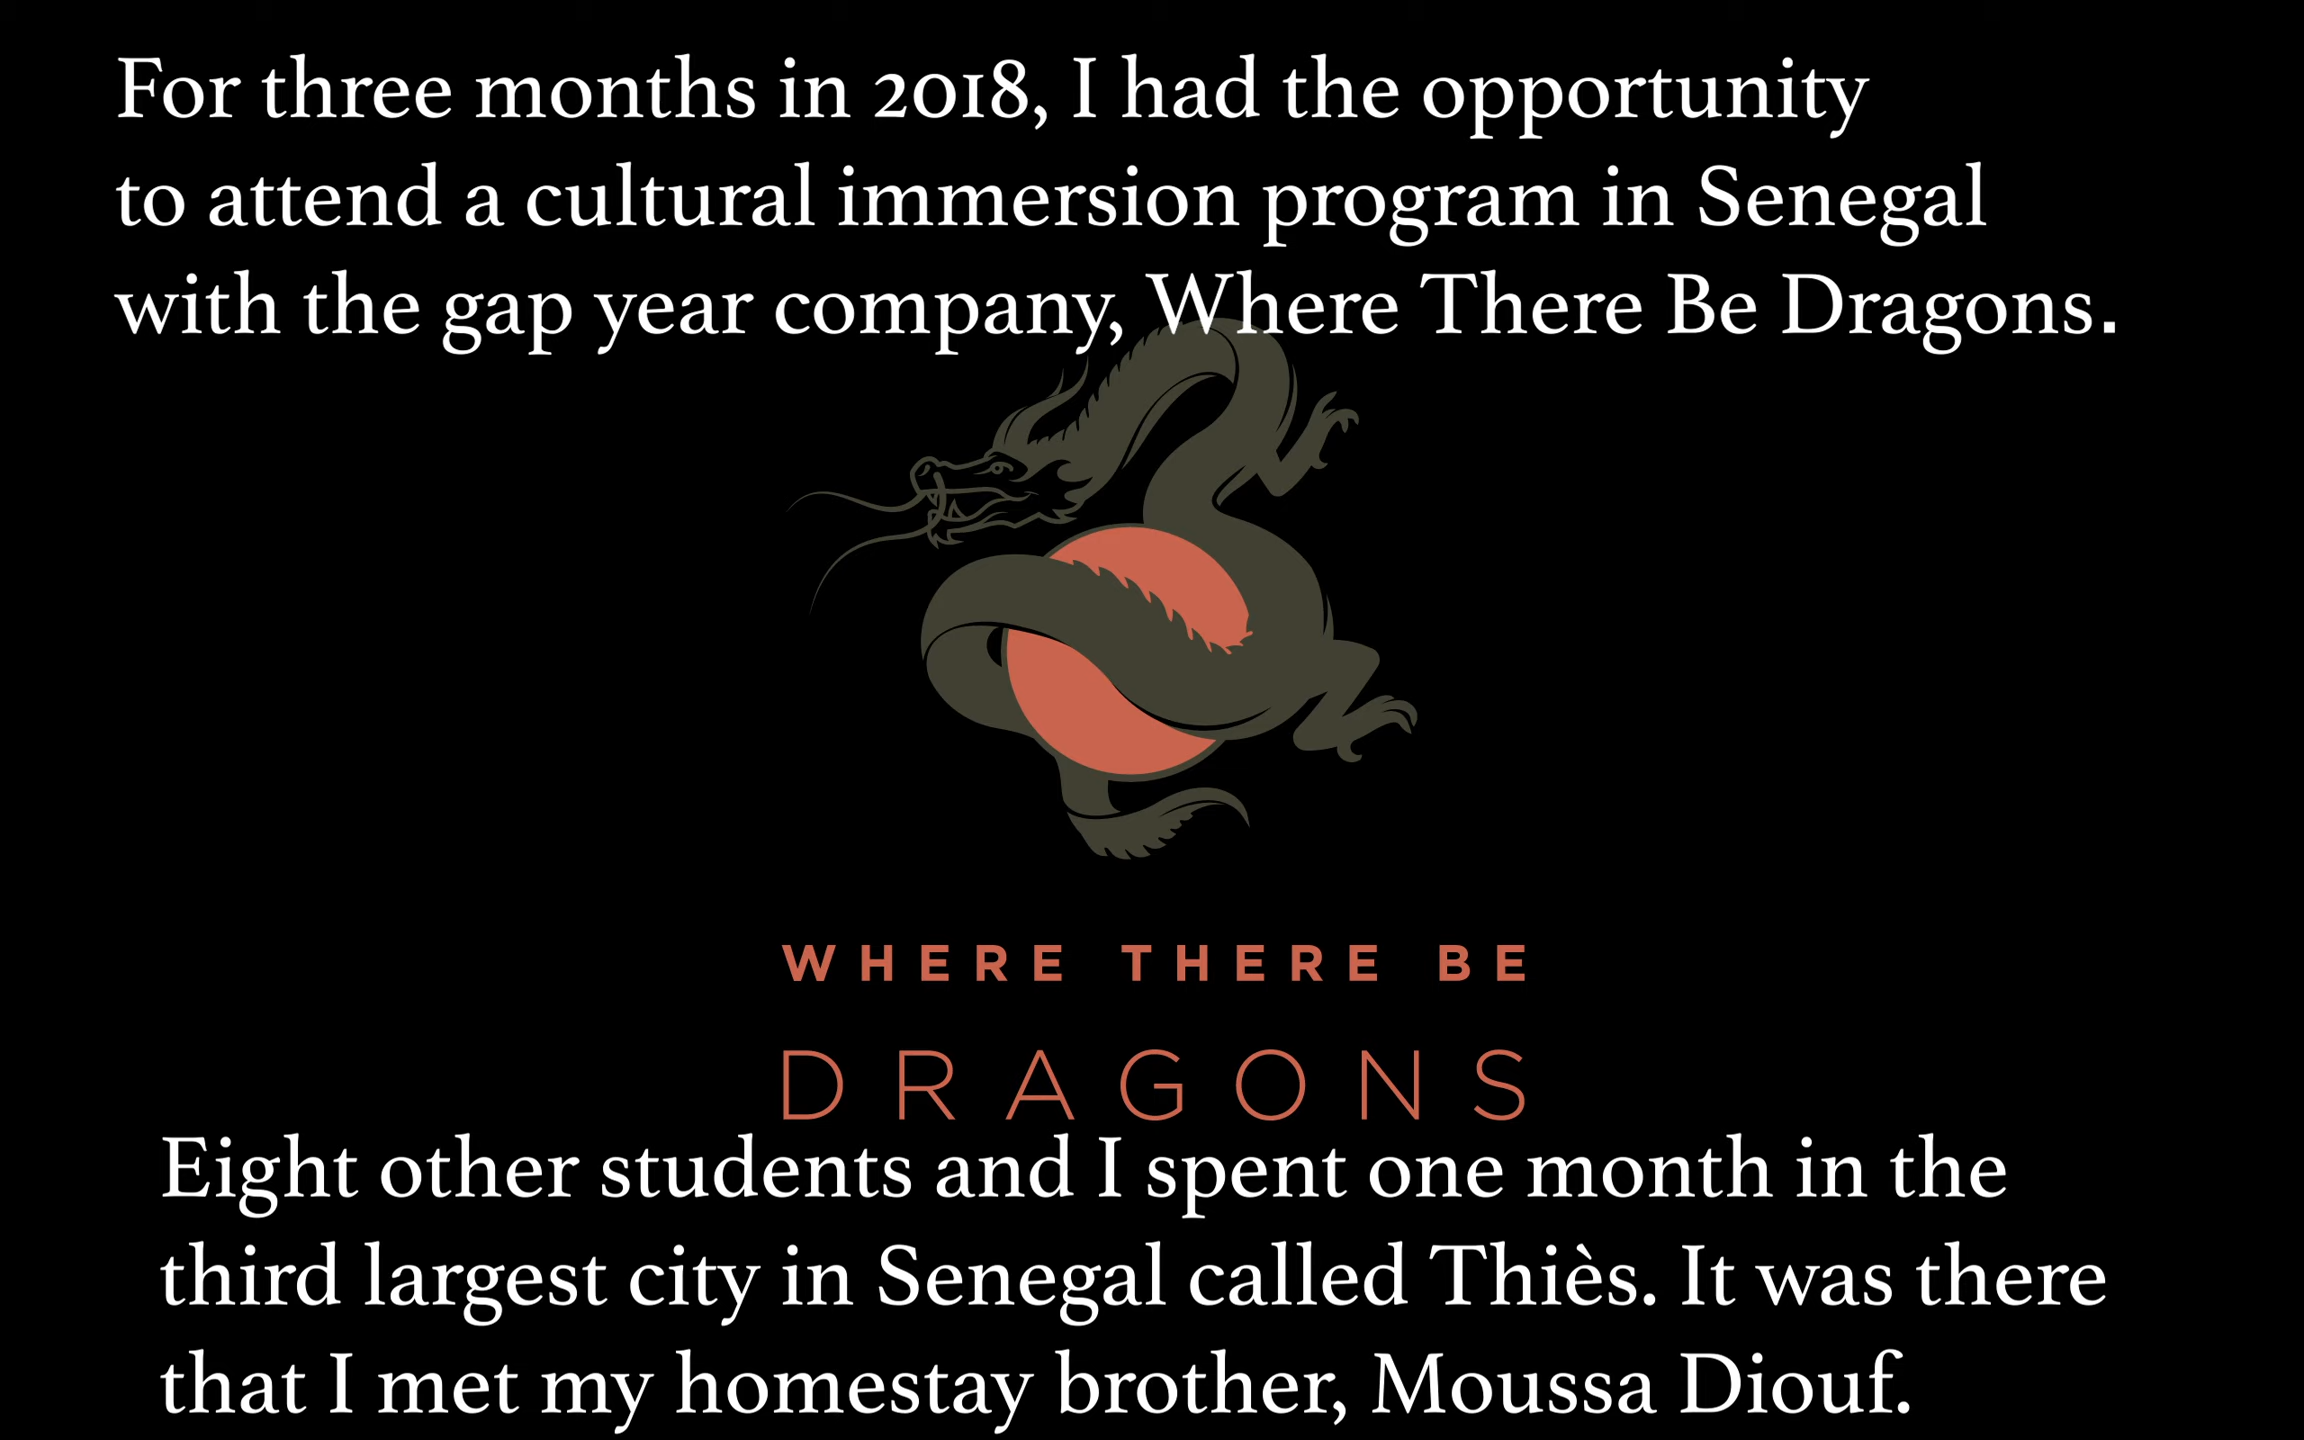 For three months in 2018, I had the opportunity
to attend a cultural immersion program in Senegal
with the gap year company, Where There Be Dragons.
WHERE THERE BE
DRAGONS
Eight other students and I spent one month in the
third largest city in Senegal called Thiès. It was there
that I met my homestay brother, Moussa Diouf.